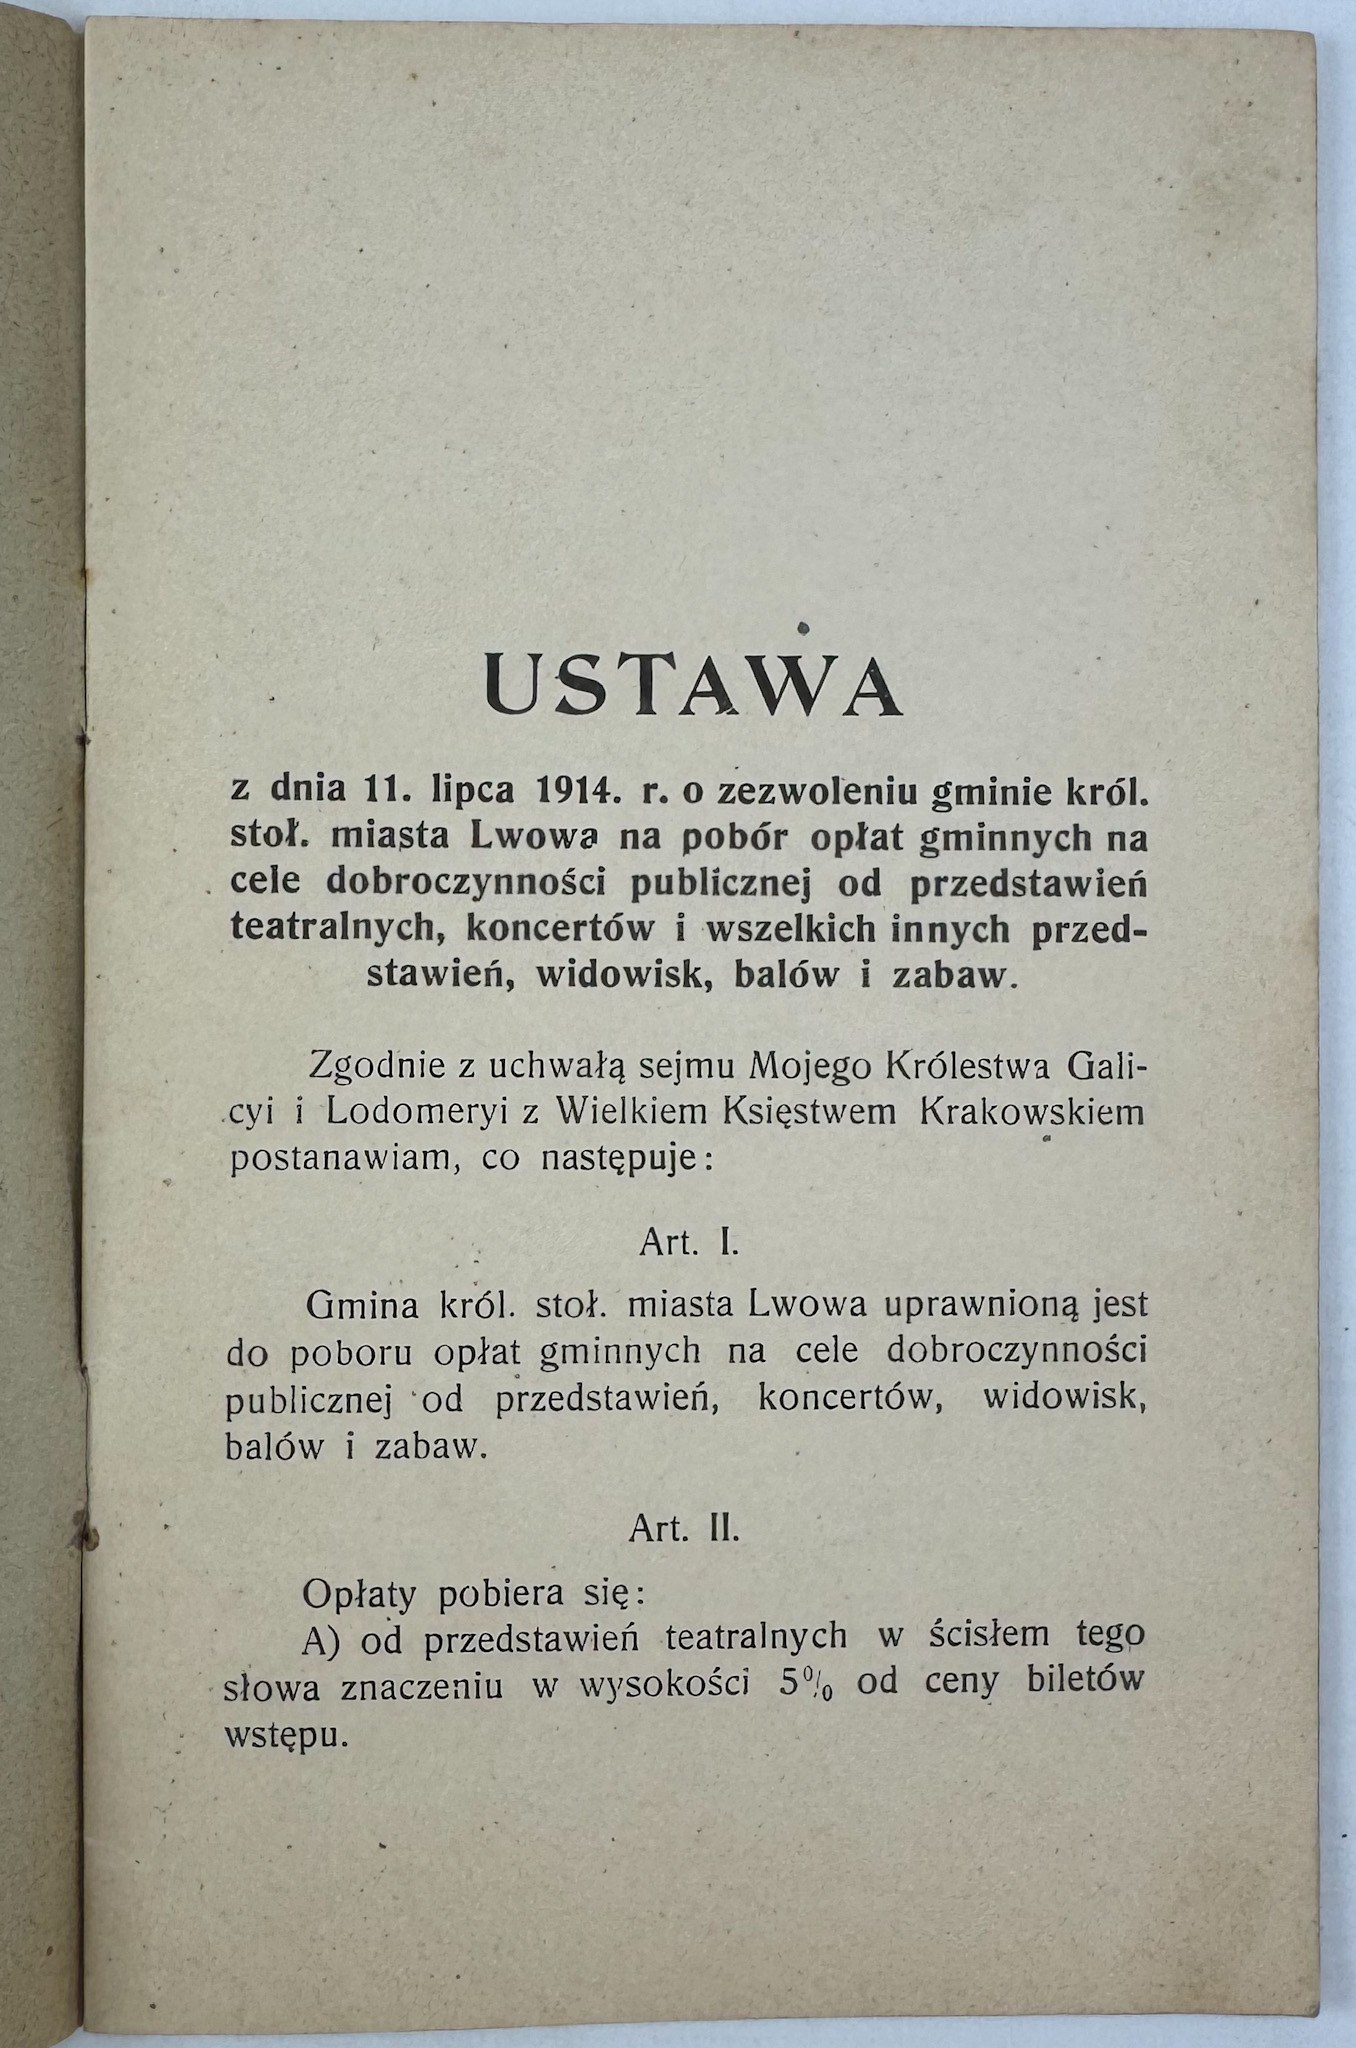 USTAWA
z dnia 11. lipca 1914. r. o zezwoleniu gminie król.
stoł. miasta Lwowa na pobór opłat gminnych na
cele dobroczynności publicznej od przedstawień
teatralnych, koncertów i wszelkich innych przed-
stawień, widowisk, balów i zabaw.
Zgodnie z uchwałą sejmu Mojego Królestwa Gali-
cyi i Lodomeryi z Wielkiem Księstwem Krakowskiem
postanawiam, co następuje:
Art. I.
Gmina król. stoł. miasta Lwowa uprawnioną jest
do poboru opłat gminnych na cele dobroczynności
publicznej od przedstawień, koncertów, widowisk,
balów i zabaw.
Art. II.
Opłaty pobiera się:
A) od przedstawień teatralnych w ścisłem tego
słowa znaczeniu w wysokości 5% od ceny biletów
wstępu.